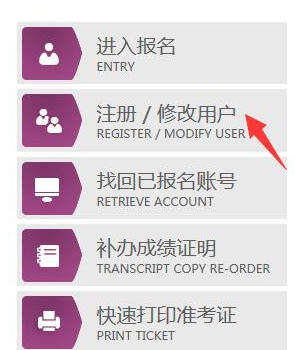 进入报名
ENTRY
注册 / 修改用户
REGISTER / MODIFY USER
找回已报名账号
RETRIEVE ACCOUNT
补办成绩证明
TRANSCRIPT COPY RE-ORDER
快速打印准考证
PRINT TICKET